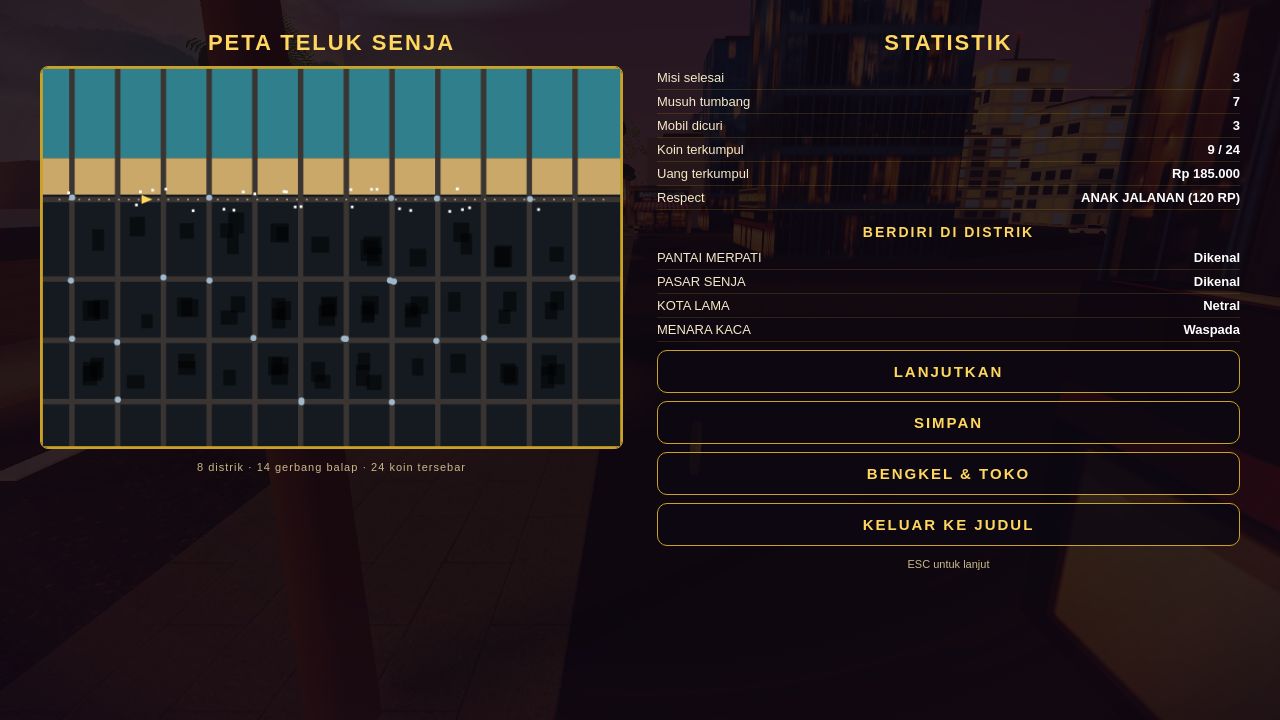 PETA TELUK SENJA
8 distrik · 14 gerbang balap · 24 koin tersebar
STATISTIK
Misi selesai 3
Musuh tumbang 7
Mobil dicuri 3
Koin terkumpul 9 / 24
Uang terkumpul Rp 185.000
Respect ANAK JALANAN (120 RP)
BERDIRI DI DISTRIK
PANTAI MERPATI Dikenal
PASAR SENJA Dikenal
KOTA LAMA Netral
MENARA KACA Waspada
LANJUTKAN
SIMPAN
BENGKEL & TOKO
KELUAR KE JUDUL
ESC untuk lanjut